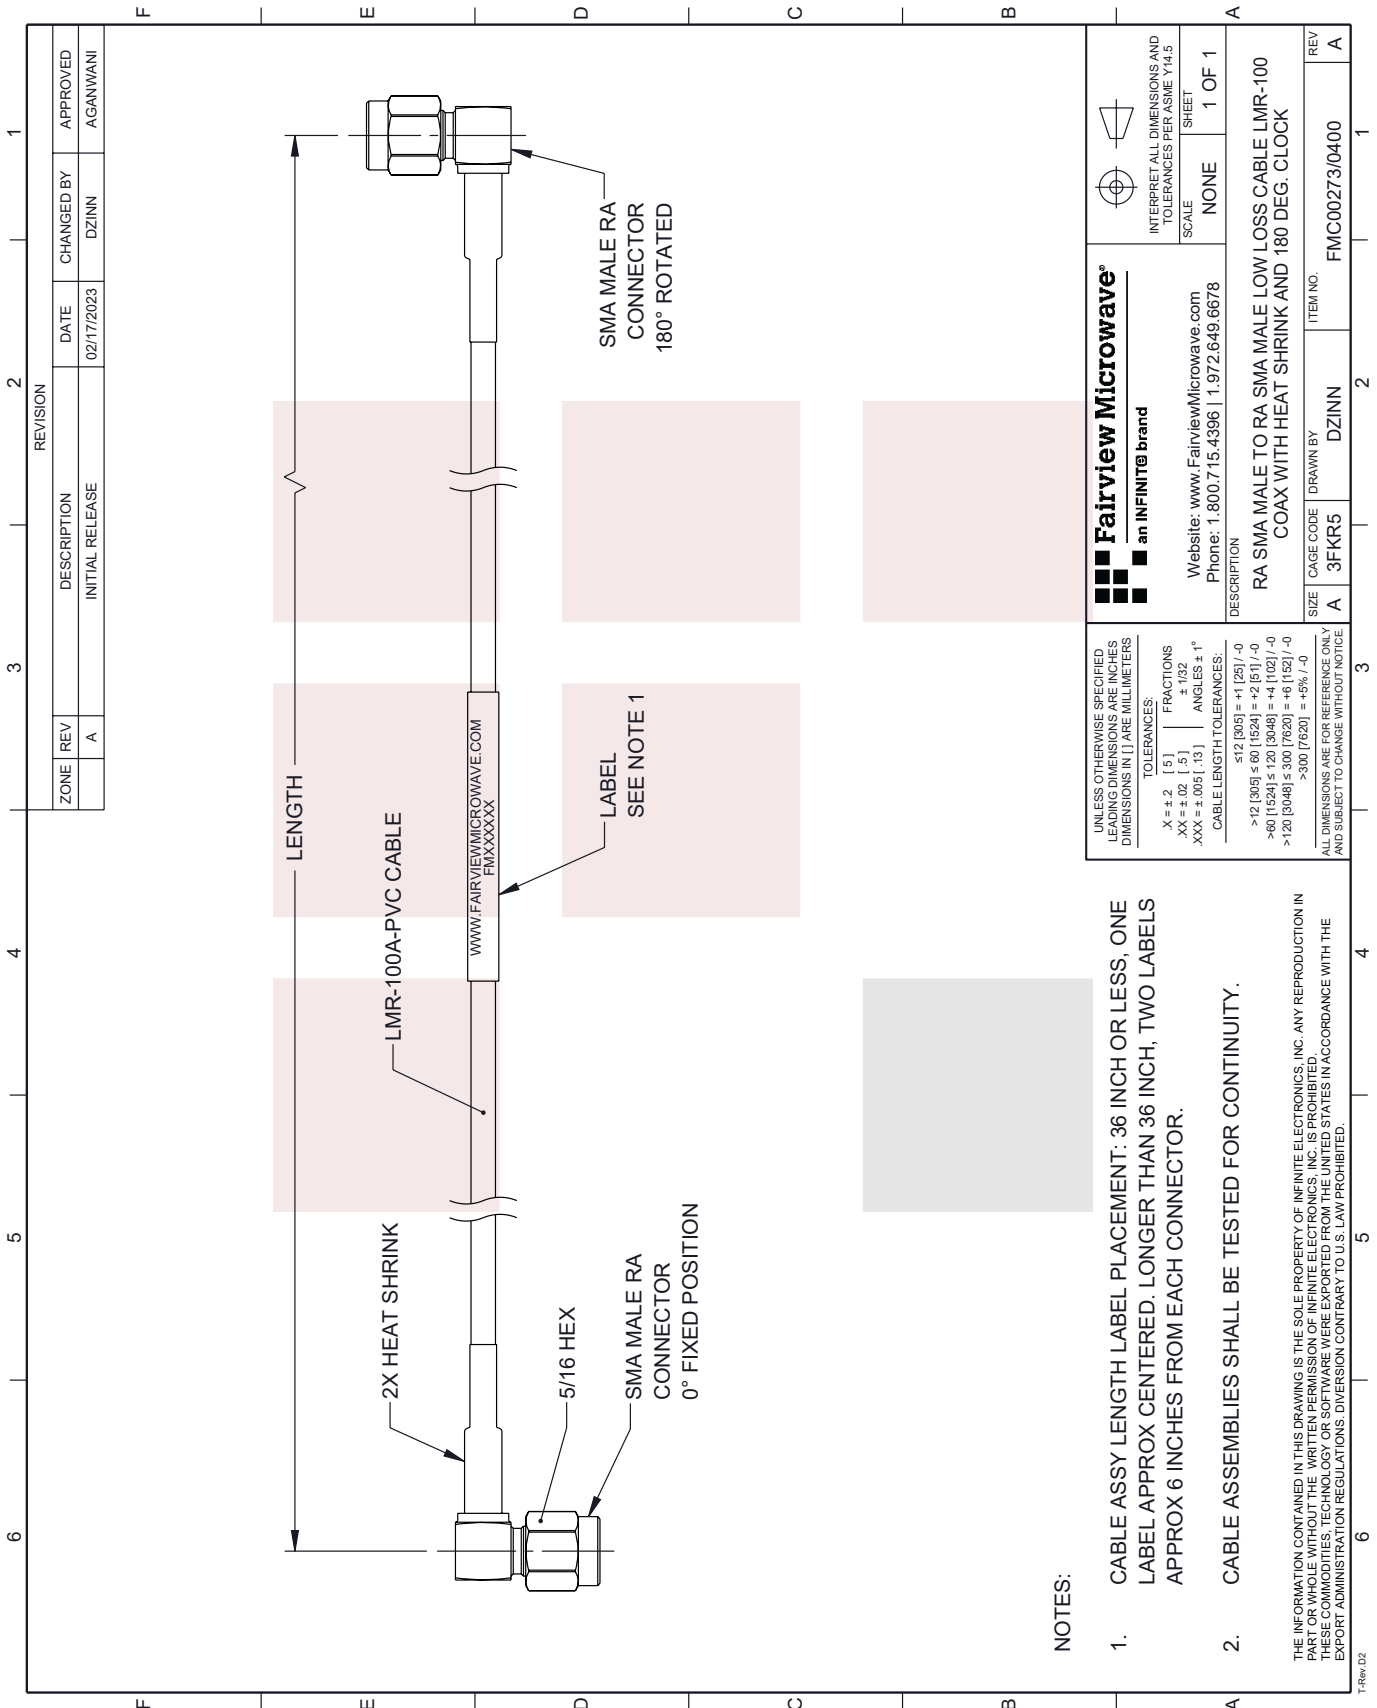 F
E
D
C
B
A
REVISION
ZONE REV DESCRIPTION DATE CHANGED BY APPROVED
A INITIAL RELEASE 02/17/2023 DZINN AGANWANI
6
5
4
3
2
1
LENGTH
2X HEAT SHRINK
LMR-100A-PVC CABLE
WWW.FAIRVIEWMICROWAVE.COM
FMXXXXXX
5/16 HEX
SMA MALE RA
CONNECTOR
0° FIXED POSITION
LABEL
SEE NOTE 1
SMA MALE RA
CONNECTOR
180° ROTATED
NOTES:
1. CABLE ASSY LENGTH LABEL PLACEMENT: 36 INCH OR LESS, ONE
LABEL APPROX CENTERED. LONGER THAN 36 INCH, TWO LABELS
APPROX 6 INCHES FROM EACH CONNECTOR.
2. CABLE ASSEMBLIES SHALL BE TESTED FOR CONTINUITY.
THE INFORMATION CONTAINED IN THIS DRAWING IS THE SOLE PROPERTY OF INFINITE ELECTRONICS, INC. ANY REPRODUCTION IN
PART OR WHOLE WITHOUT THE WRITTEN PERMISSION OF INFINITE ELECTRONICS, INC. IS PROHIBITED.
THESE COMMODITIES, TECHNOLOGY OR SOFTWARE WERE EXPORTED FROM THE UNITED STATES IN ACCORDANCE WITH THE
EXPORT ADMINISTRATION REGULATIONS. DIVERSION CONTRARY TO U.S. LAW PROHIBITED.
UNLESS OTHERWISE SPECIFIED
LEADING DIMENSIONS ARE INCHES
DIMENSIONS IN [ ] ARE MILLIMETERS
TOLERANCES:
.X = ± .2 [ 5 ] FRACTIONS
.XX = ± .02 [ .5 ] ± 1/32
.XXX = ± .005 [ .13 ] ANGLES ± 1°
CABLE LENGTH TOLERANCES:
≤12 [305] = +1 [25] / -0
>12 [305] ≤ 60 [1524] = +2 [51] / -0
>60 [1524] ≤ 120 [3048] = +4 [102] / -0
>120 [3048] ≤ 300 [7620] = +6 [152] / -0
>300 [7620] = +5% / -0
ALL DIMENSIONS ARE FOR REFERENCE ONLY
AND SUBJECT TO CHANGE WITHOUT NOTICE.
Fairview Microwave®
an INFINITE brand
Website: www.FairviewMicrowave.com
Phone: 1.800.715.4396 | 1.972.649.6678
INTERPRET ALL DIMENSIONS AND
TOLERANCES PER ASME Y14.5
SCALE NONE SHEET 1 OF 1
DESCRIPTION
RA SMA MALE TO RA SMA MALE LOW LOSS CABLE LMR-100
COAX WITH HEAT SHRINK AND 180 DEG. CLOCK
SIZE A CAGE CODE 3FKR5 DRAWN BY DZINN ITEM NO. FMC00273/0400 REV A
6
5
4
3
2
1
F
E
D
C
B
A
T-Rev.D2